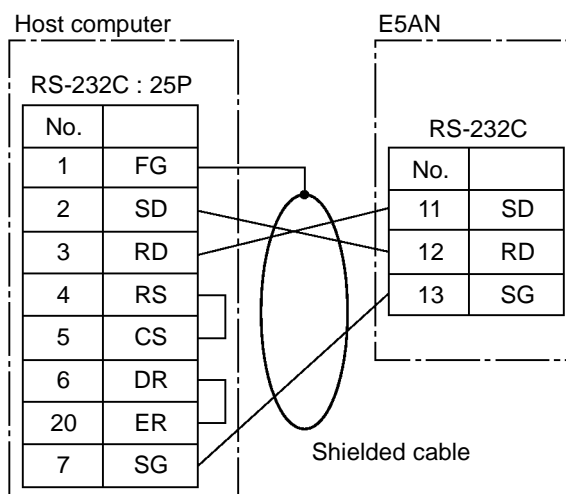 Host computer
RS-232C : 25P
No.
1 FG
2 SD
3 RD
4 RS
5 CS
6 DR
20 ER
7 SG
E5AN
RS-232C
No.
11 SD
12 RD
13 SG
Shielded cable